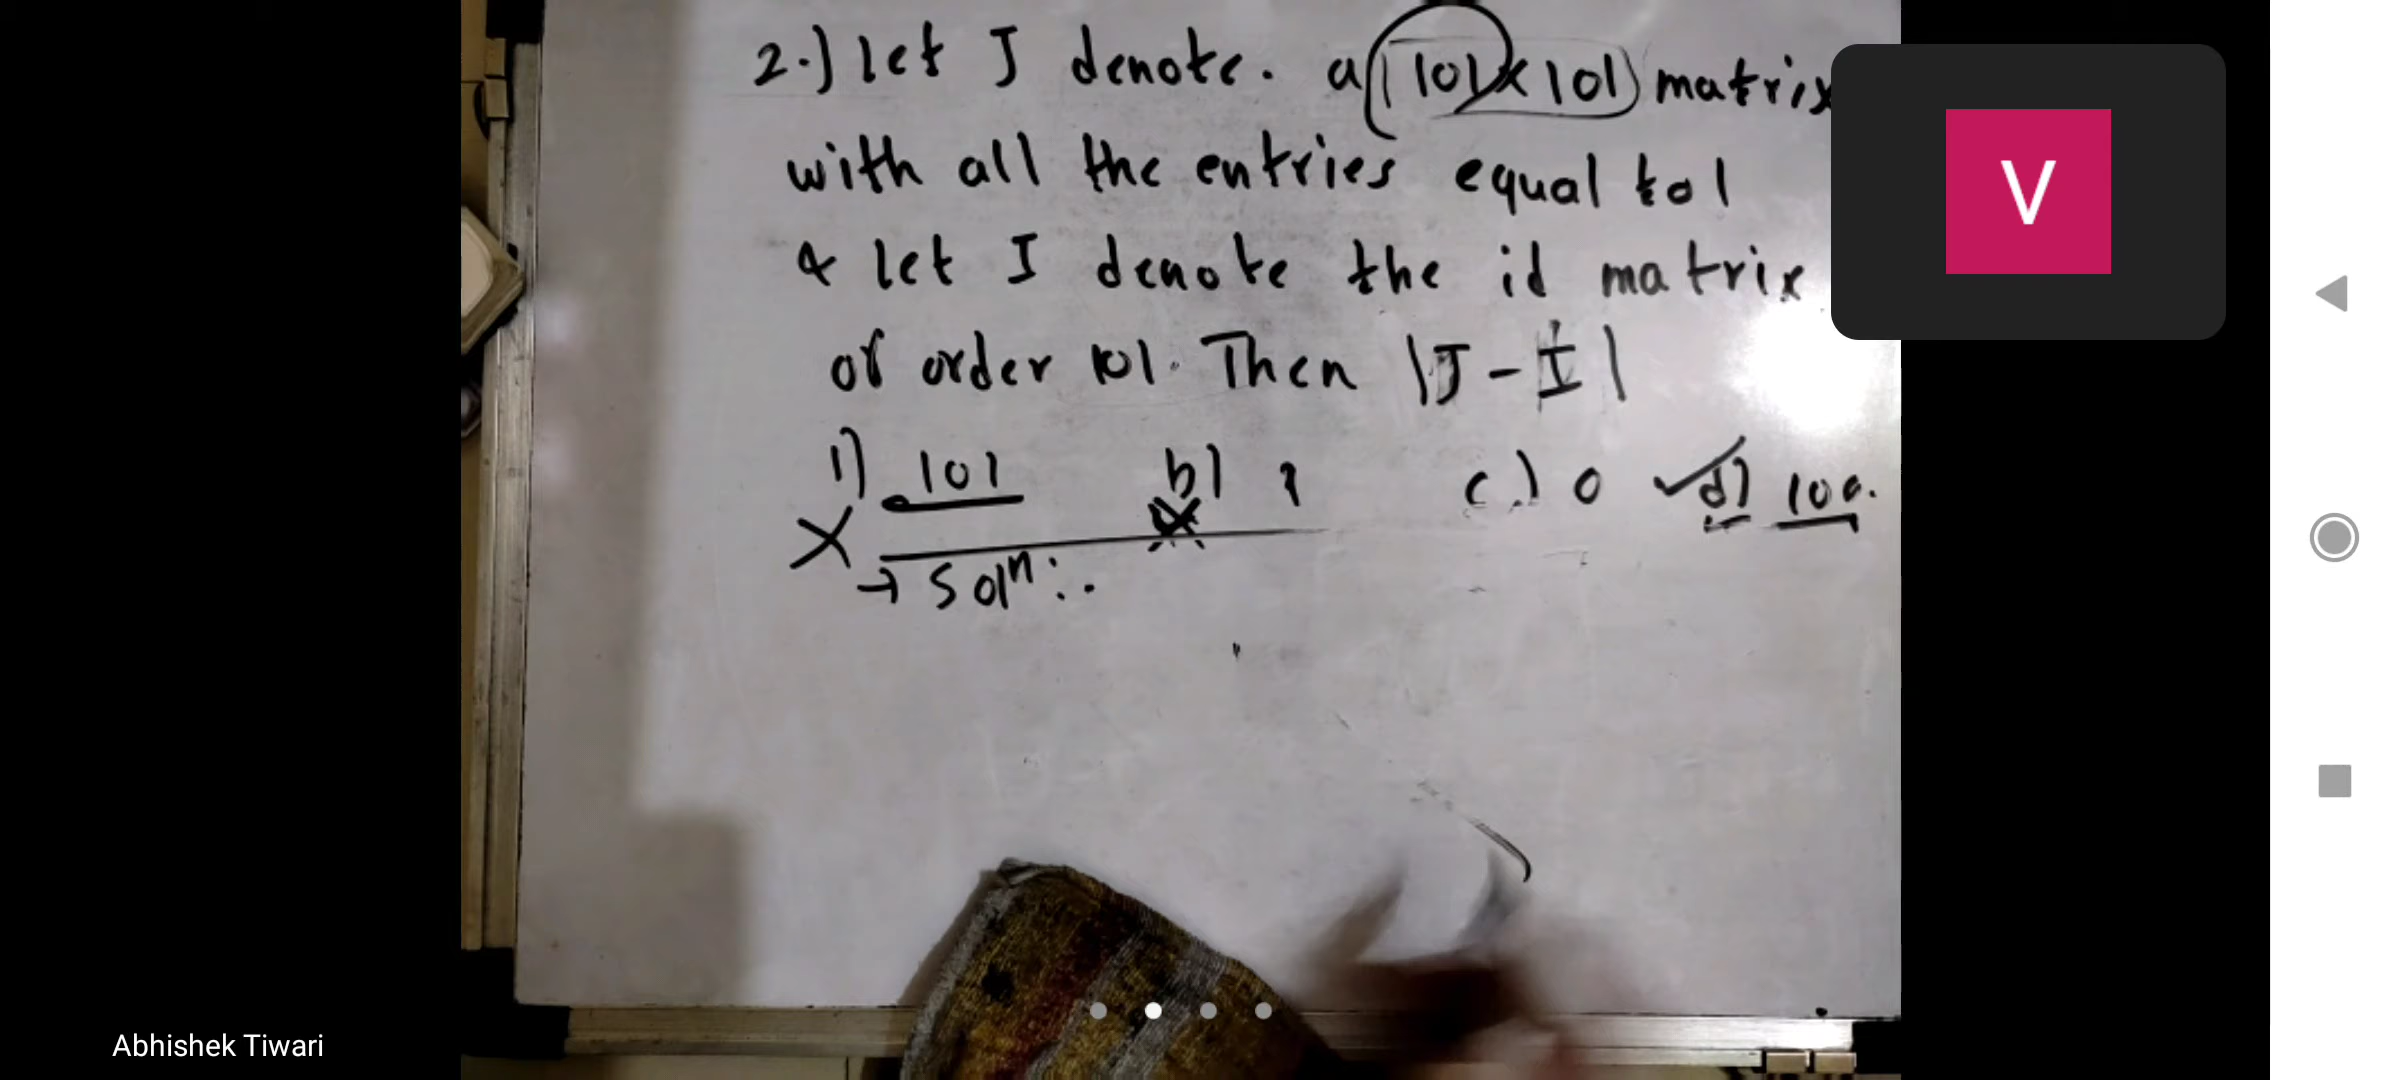 2.) let J denote. a (101 x 101) matrix
with all the entries equal to 1
& let I denote the id matrix
of order 101. Then |J - I|
1) 101 b) 1 c.) 0 d) 100.
→ Solⁿ:.
V
Abhishek Tiwari